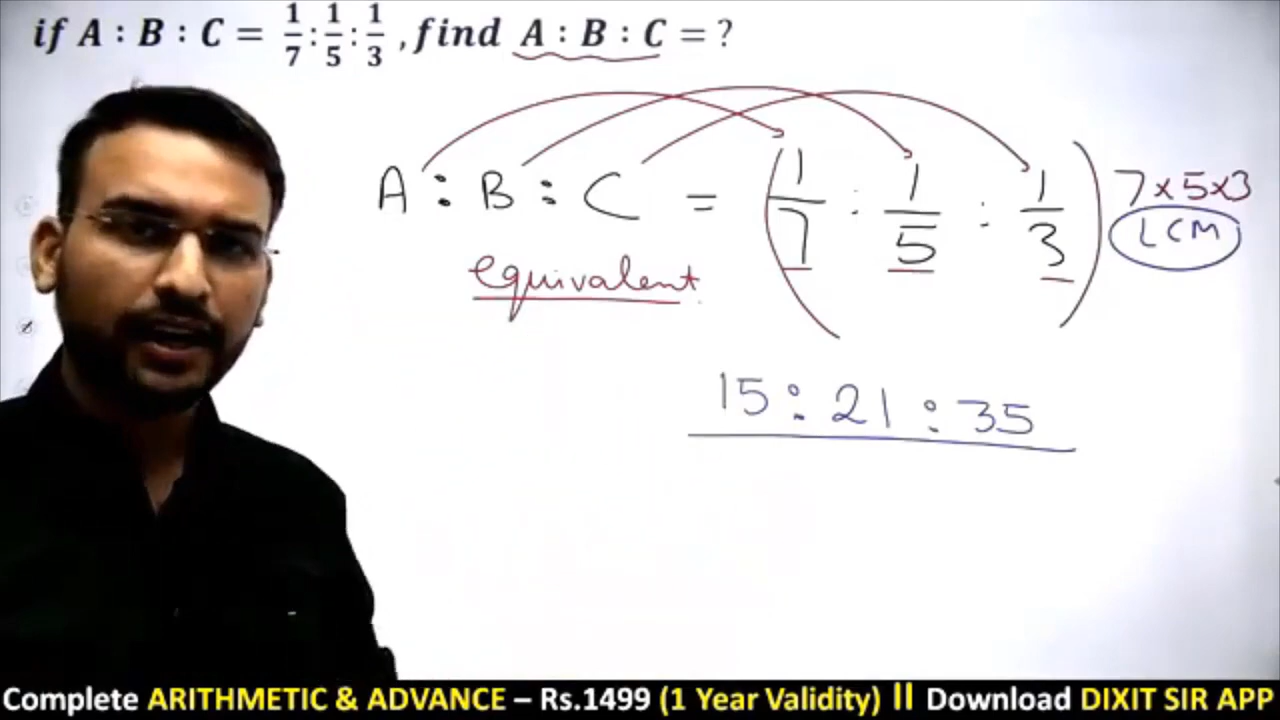 if A : B : C = 1/7 : 1/5 : 1/3 , find A : B : C = ?
A : B : C = ( 1/7 : 1/5 : 1/3 ) 7 × 5 × 3
LCM
equivalent
15 : 21 : 35
Complete ARITHMETIC & ADVANCE – Rs.1499 (1 Year Validity) II Download DIXIT SIR APP